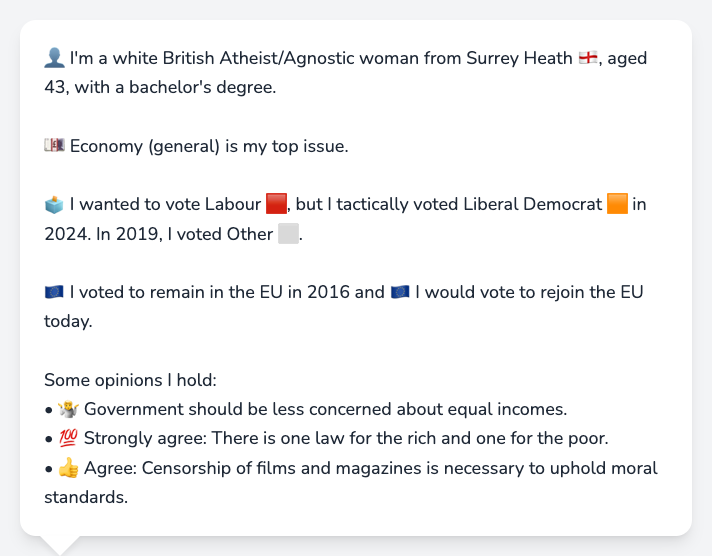 👤 I'm a white British Atheist/Agnostic woman from Surrey Heath 🏴󠁧󠁢󠁥󠁮󠁧󠁿, aged
43, with a bachelor's degree.
💷 Economy (general) is my top issue.
🗳️ I wanted to vote Labour 🟥, but I tactically voted Liberal Democrat 🟧 in
2024. In 2019, I voted Other ⬜.
🇪🇺 I voted to remain in the EU in 2016 and 🇪🇺 I would vote to rejoin the EU
today.
Some opinions I hold:
• 🤷 Government should be less concerned about equal incomes.
• 💯 Strongly agree: There is one law for the rich and one for the poor.
• 👍 Agree: Censorship of films and magazines is necessary to uphold moral
standards.